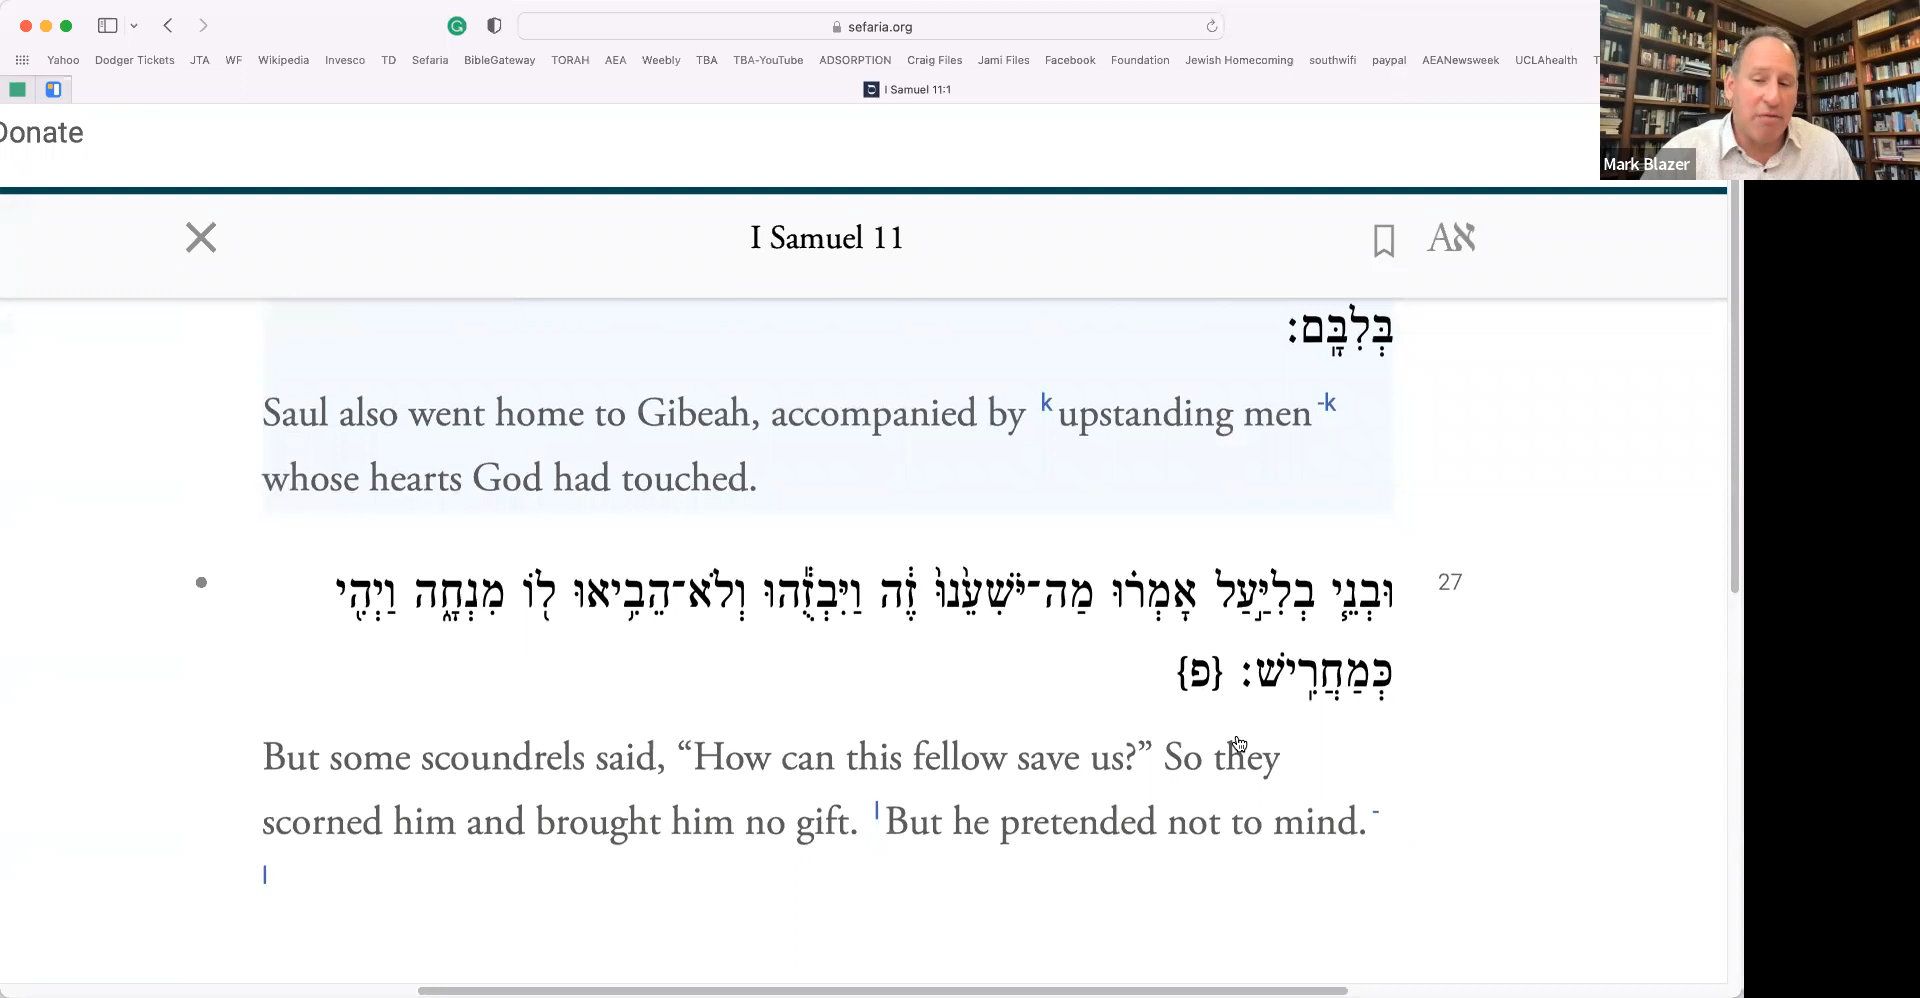 sefaria.org
Yahoo Dodger Tickets JTA WF Wikipedia Invesco TD Sefaria BibleGateway TORAH AEA Weebly TBA TBA-YouTube ADSORPTION Craig Files Jami Files Facebook Foundation Jewish Homecoming southwifi paypal AEANewsweek UCLAhealth T
I Samuel 11:1
Donate
Mark Blazer
I Samuel 11
Aא
בְּלִבָּֽם׃
Saul also went home to Gibeah, accompanied by k upstanding men -k
whose hearts God had touched.
27
וּבְנֵ֧י בְלִיַּ֣עַל אָמְר֗וּ מַה־יֹּשִׁעֵ֙נוּ֙ זֶ֔ה וַיִּבְזֻ֕הוּ וְלֹא־הֵבִ֥יאוּ ל֖וֹ מִנְחָ֑ה וַיְהִ֖י
כְּמַחֲרִֽישׁ׃ {פ}
But some scoundrels said, “How can this fellow save us?” So they
scorned him and brought him no gift. l But he pretended not to mind. -
l